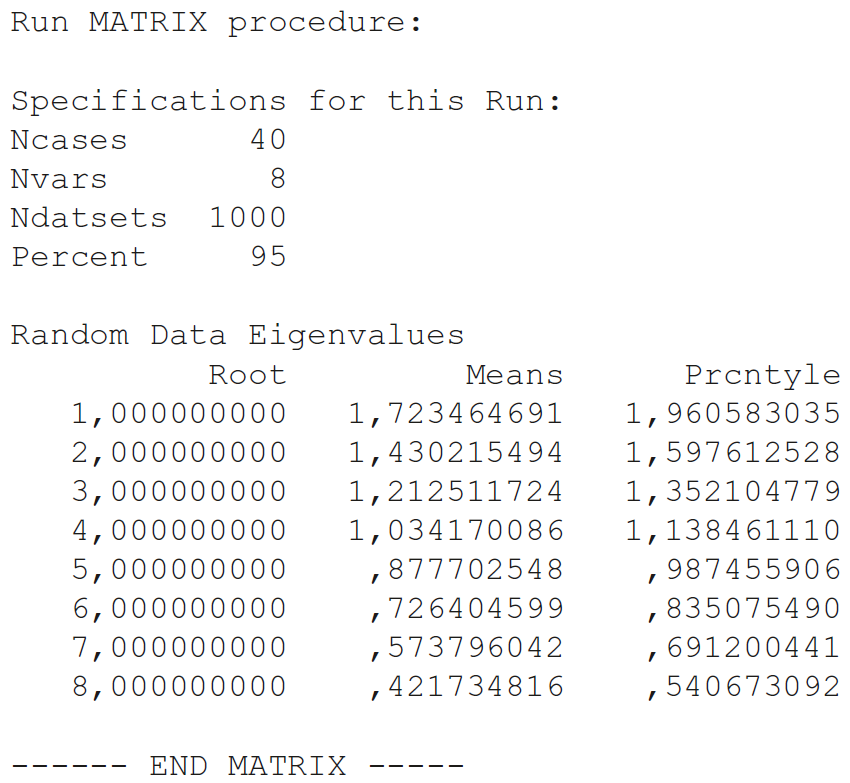 Run MATRIX procedure:
Specifications for this Run:
Ncases 40
Nvars 8
Ndatsets 1000
Percent 95
Random Data Eigenvalues
Root Means Prcntyle
1,000000000 1,723464691 1,960583035
2,000000000 1,430215494 1,597612528
3,000000000 1,212511724 1,352104779
4,000000000 1,034170086 1,138461110
5,000000000 ,877702548 ,987455906
6,000000000 ,726404599 ,835075490
7,000000000 ,573796042 ,691200441
8,000000000 ,421734816 ,540673092
------ END MATRIX -----